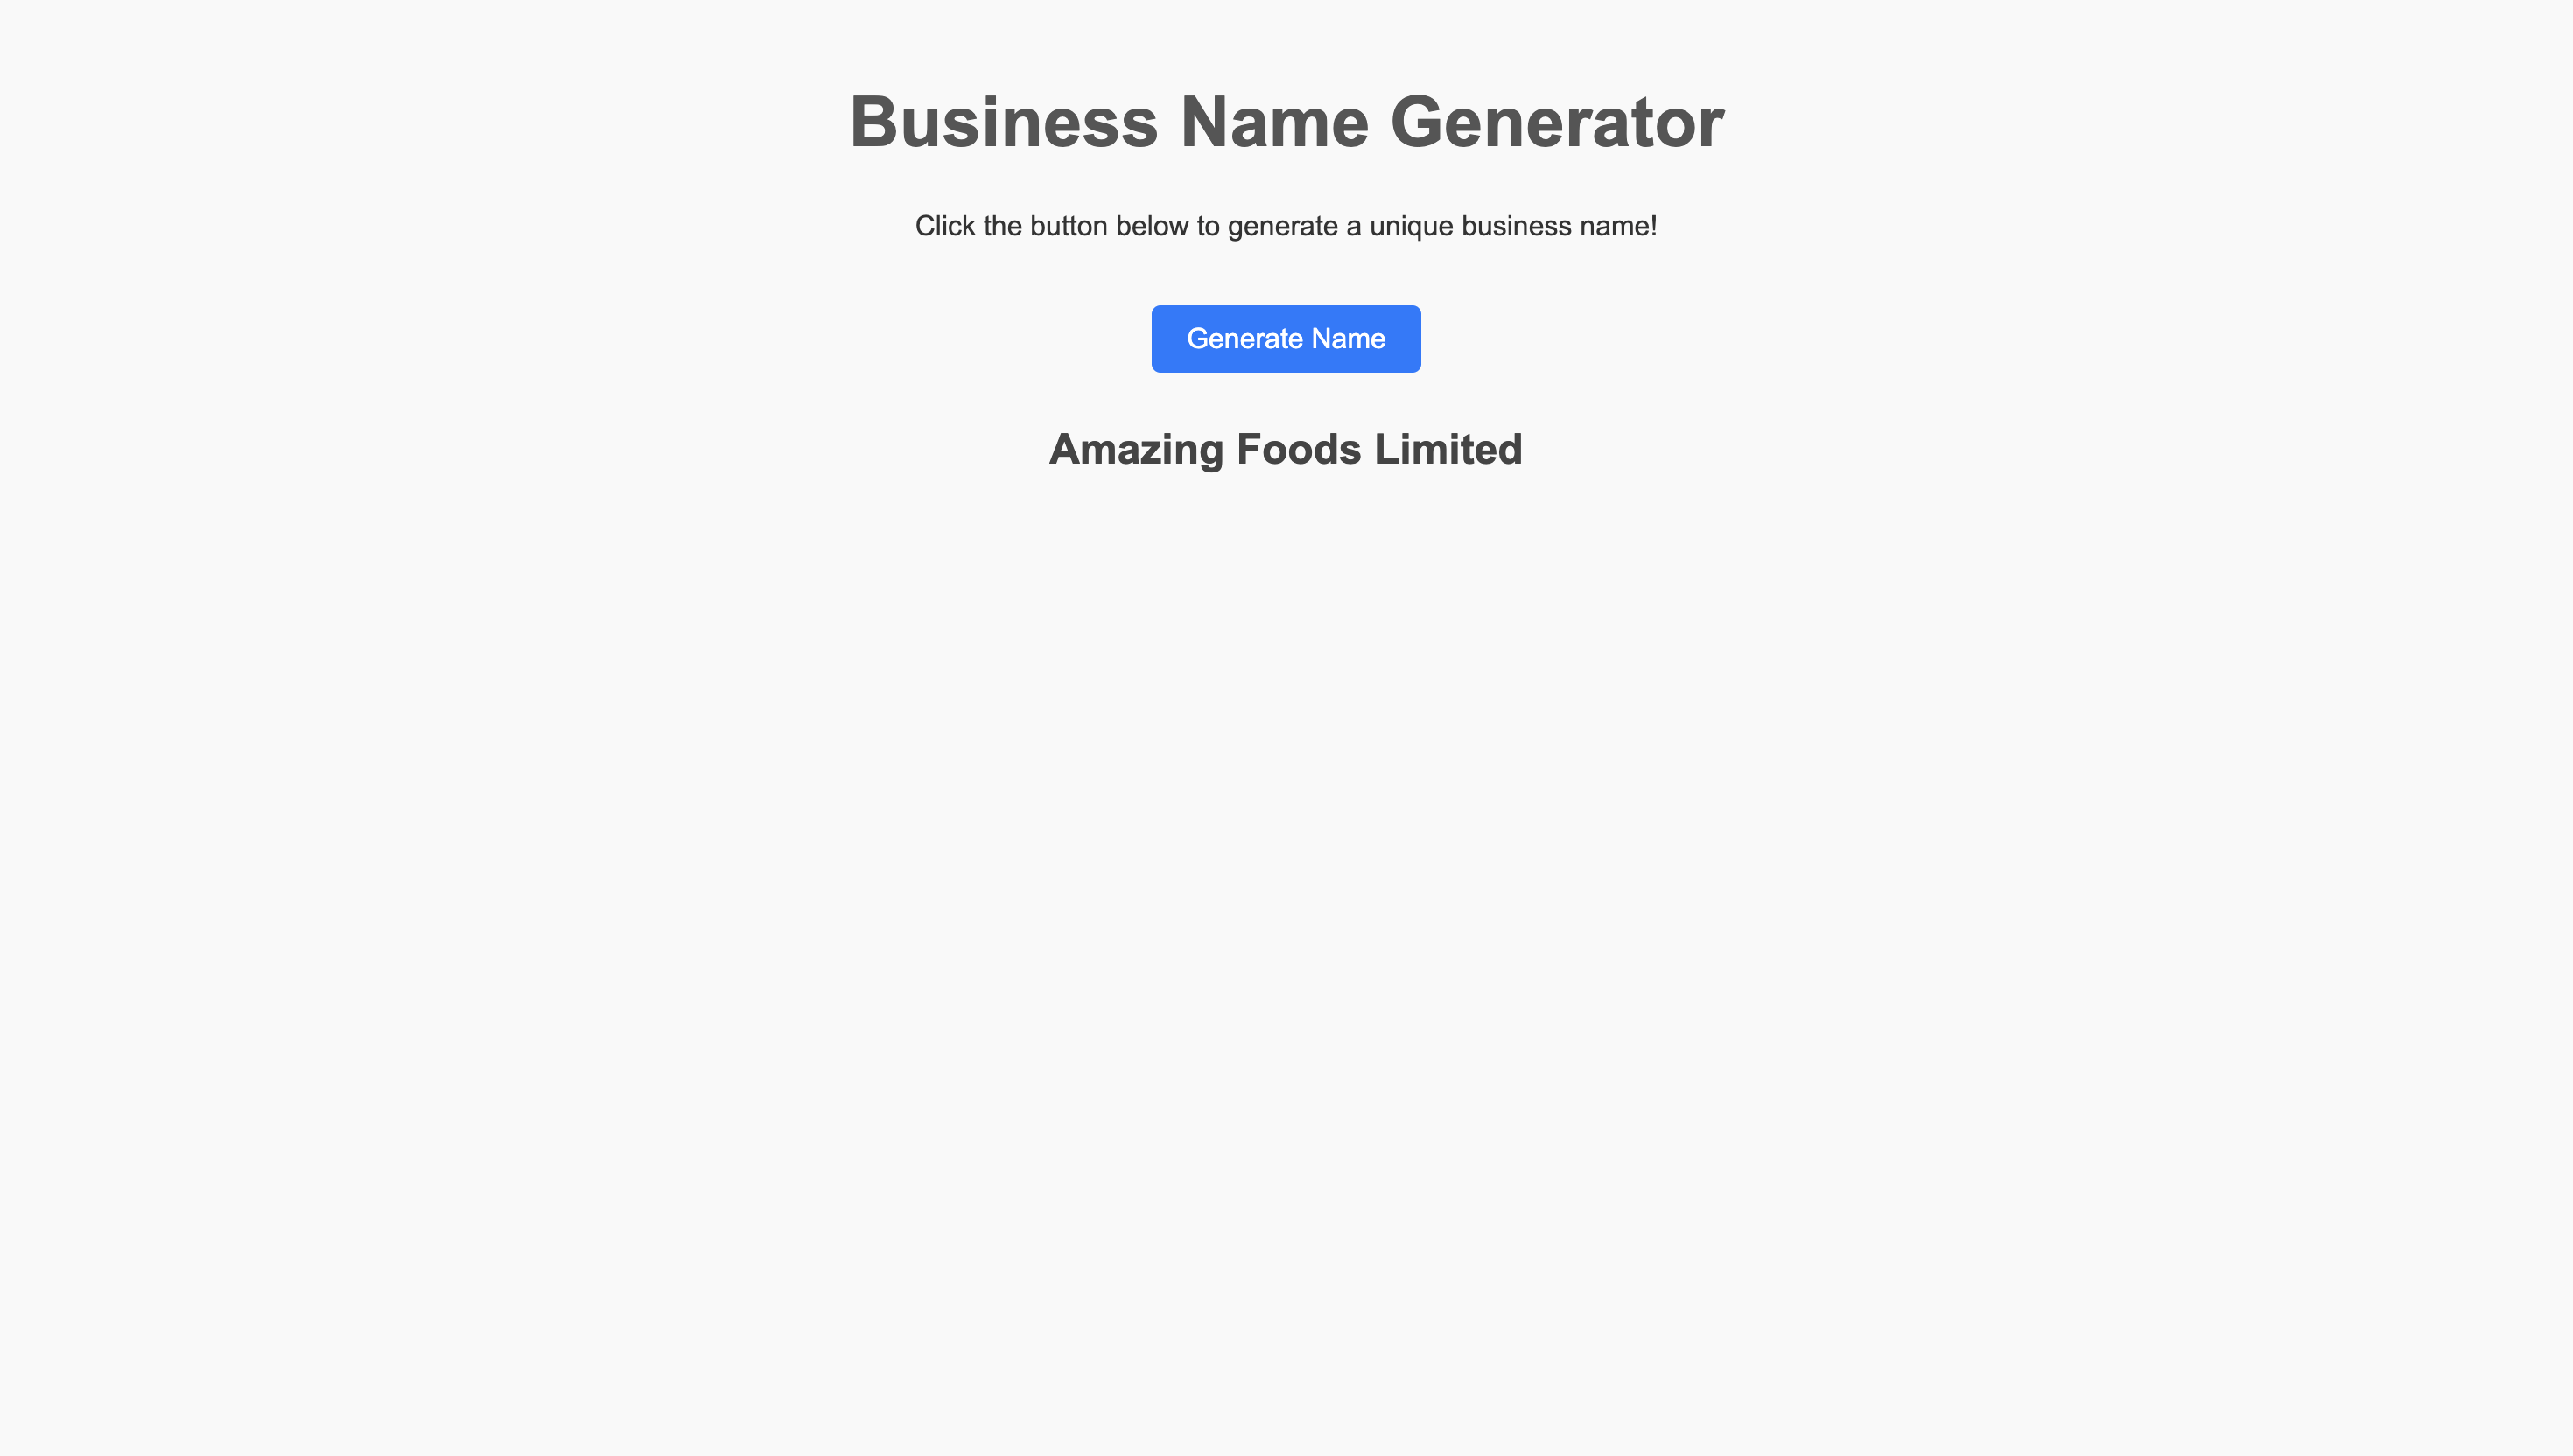 Business Name Generator
Click the button below to generate a unique business name!
Generate Name
Amazing Foods Limited